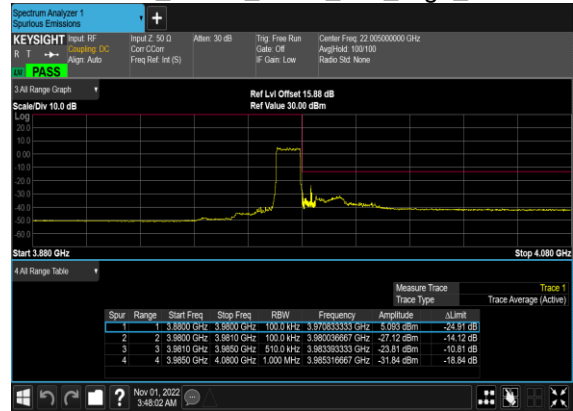 Spectrum Analyzer 1
Spurious Emissions
KEYSIGHT Input: RF Input Z: 50 Ω Atten: 30 dB Trig: Free Run Center Freq: 22.005000000 GHz
R T Coupling: DC Corr CCorr Gate: Off Avg|Hold: 100/100
Align: Auto Freq Ref: Int (S) IF Gain: Low Radio Std: None
PASS
3 All Range Graph
Ref Lvl Offset 15.88 dB
Scale/Div 10.0 dB Ref Value 30.00 dBm
Log
20.0
10.0
0.00
-10.0
-20.0
-30.0
-40.0
-50.0
-60.0
Start 3.880 GHz Stop 4.080 GHz
4 All Range Table
Measure Trace Trace 1
Trace Type Trace Average (Active)
Spur Range Start Freq Stop Freq RBW Frequency Amplitude ΔLimit
1 1 3.8800 GHz 3.9800 GHz 100.0 kHz 3.970833333 GHz 5.093 dBm -24.91 dB
2 2 3.9800 GHz 3.9810 GHz 100.0 kHz 3.980036667 GHz -27.12 dBm -14.12 dB
3 3 3.9810 GHz 3.9850 GHz 510.0 kHz 3.983393333 GHz -23.81 dBm -10.81 dB
4 4 3.9850 GHz 4.0800 GHz 1.000 MHz 3.985316667 GHz -31.84 dBm -18.84 dB
Nov 01, 2022
3:48:02 AM